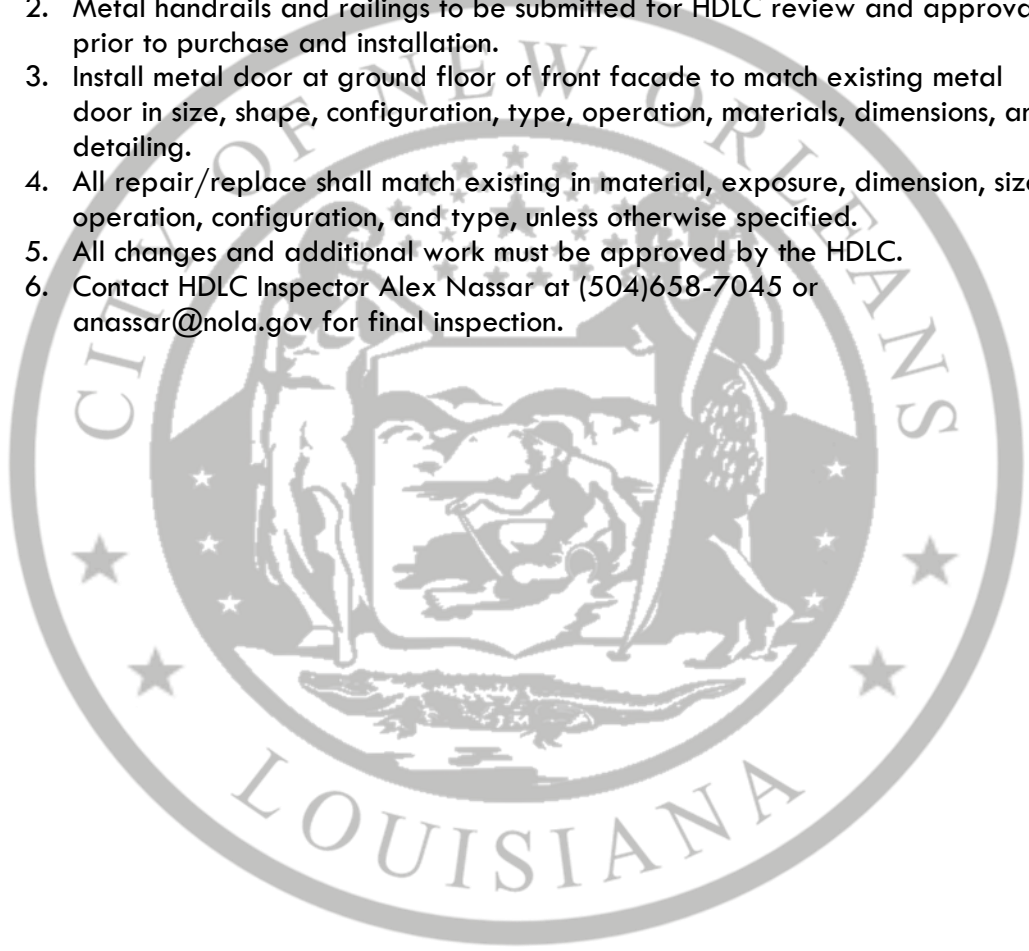 2. Metal handrails and railings to be submitted for HDLC review and approva
prior to purchase and installation.
3. Install metal door at ground floor of front facade to match existing metal
door in size, shape, configuration, type, operation, materials, dimensions, an
detailing.
4. All repair/replace shall match existing in material, exposure, dimension, size
operation, configuration, and type, unless otherwise specified.
5. All changes and additional work must be approved by the HDLC.
6. Contact HDLC Inspector Alex Nassar at (504)658-7045 or
anassar@nola.gov for final inspection.
CITY OF NEW ORLEANS
LOUISIANA